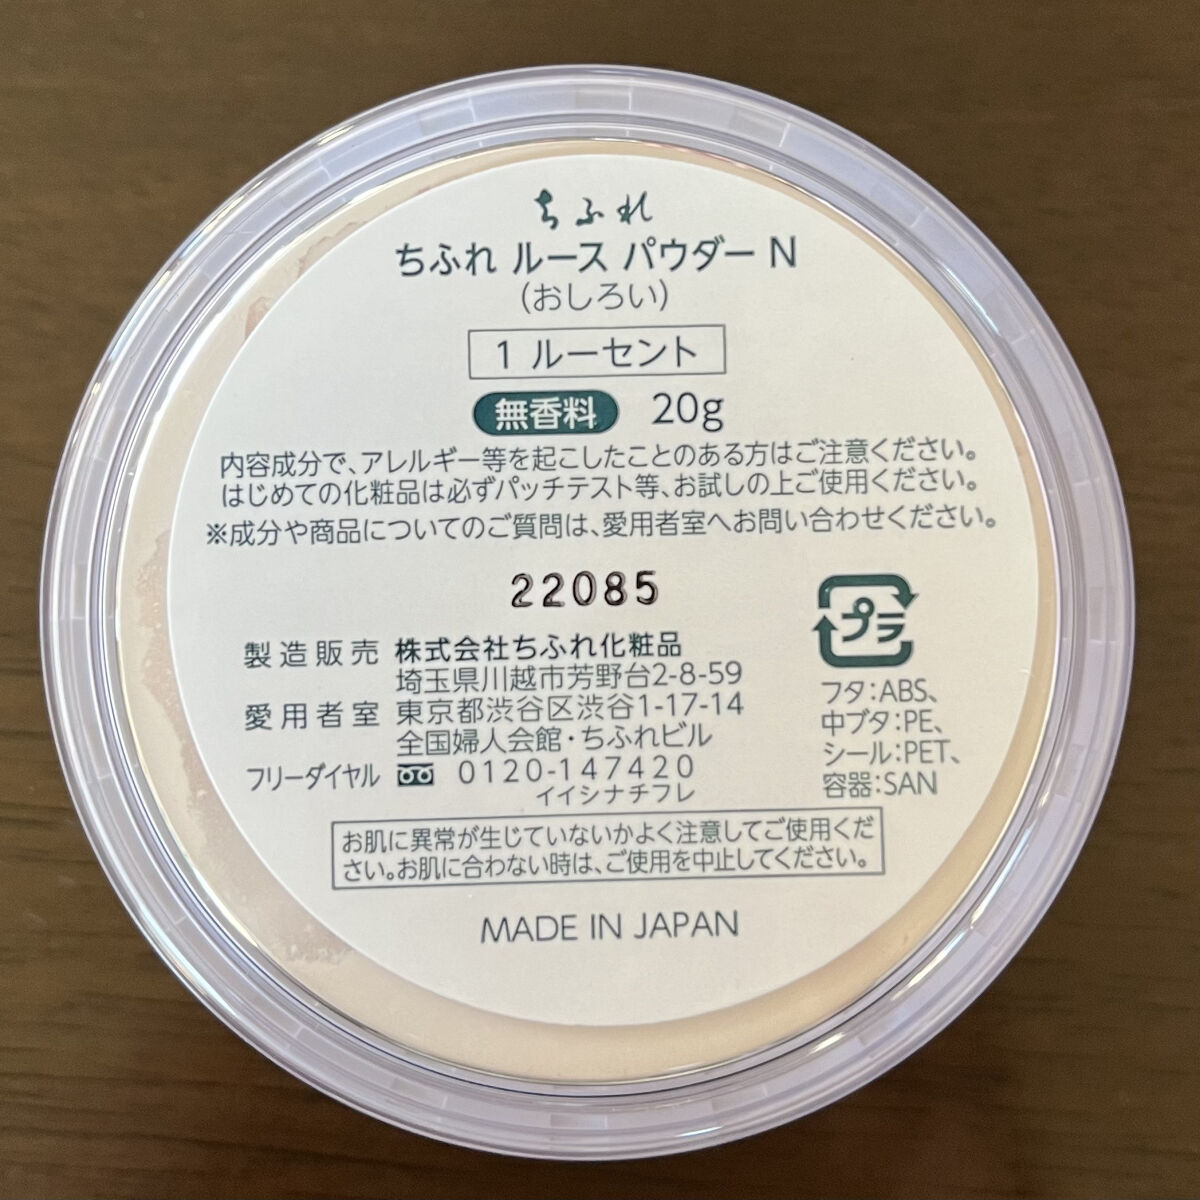 ちふれ
ちふれ ルース パウダー N
(おしろい)
1 ルーセント
無香料 20g
内容成分で、アレルギー等を起こしたことのある方はご注意ください。
はじめての化粧品は必ずパッチテスト等、お試しの上ご使用ください。
※成分や商品についてのご質問は、愛用者室へお問い合わせください。
22085
製造販売 株式会社ちふれ化粧品
埼玉県川越市芳野台2-8-59
愛用者室 東京都渋谷区渋谷1-17-14
全国婦人会館・ちふれビル
フリーダイヤル 0120-147420
イイシナチフレ
プラ
フタ:ABS、
中ブタ:PE、
シール:PET、
容器:SAN
お肌に異常が生じていないかよく注意してご使用くだ
さい。お肌に合わない時は、ご使用を中止してください。
MADE IN JAPAN